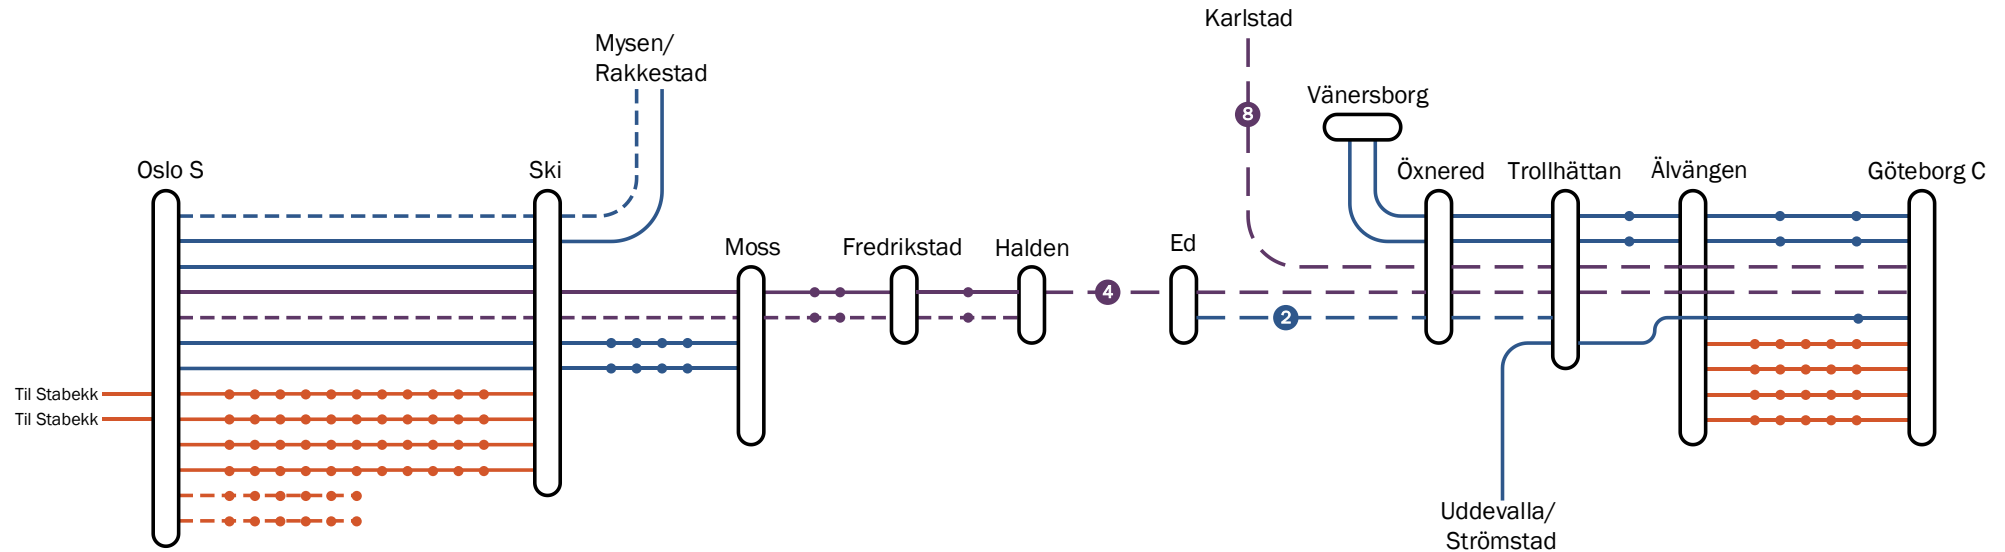 Karlstad
Mysen/
Rakkestad
Vänersborg
8
Oslo S
Ski
Öxnered
Trollhättan
Älvängen
Göteborg C
Moss
Fredrikstad
Halden
Ed
4
2
Til Stabekk
Til Stabekk
Uddevalla/
Strömstad